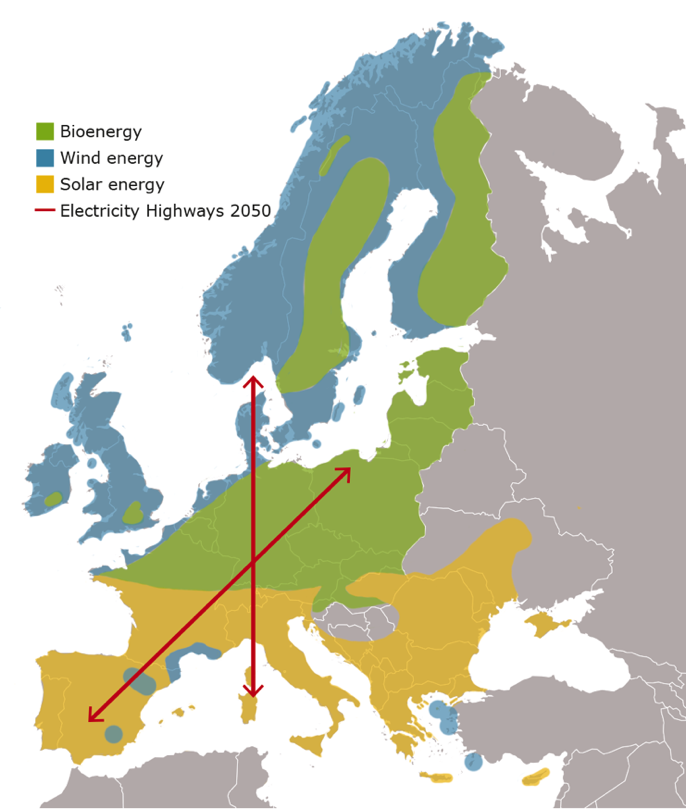 Bioenergy
Wind energy
Solar energy
Electricity Highways 2050